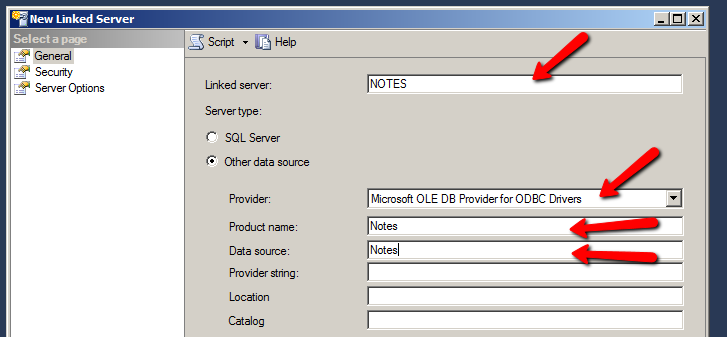 New Linked Server
Select a page
General
Security
Server Options
Script
Help
Linked server:
NOTES
Server type:
SQL Server
Other data source
Provider:
Microsoft OLE DB Provider for ODBC Drivers
Product name:
Notes
Data source:
Notes
Provider string:
Location
Catalog